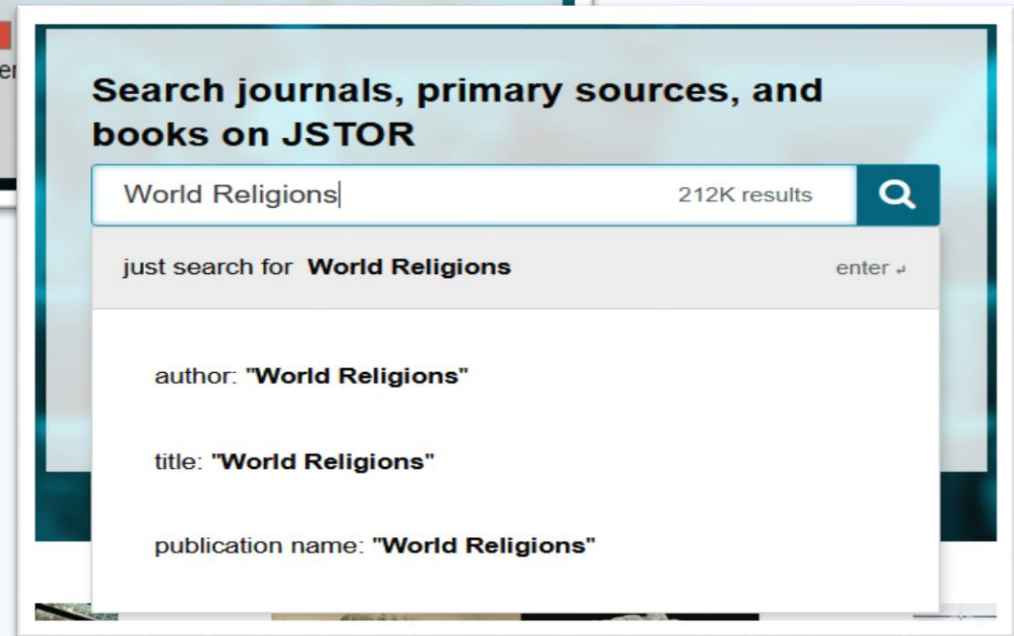 Search journals, primary sources, and
books on JSTOR
World Religions
212K results
just search for World Religions
enter ↵
author: "World Religions"
title: "World Religions"
publication name: "World Religions"